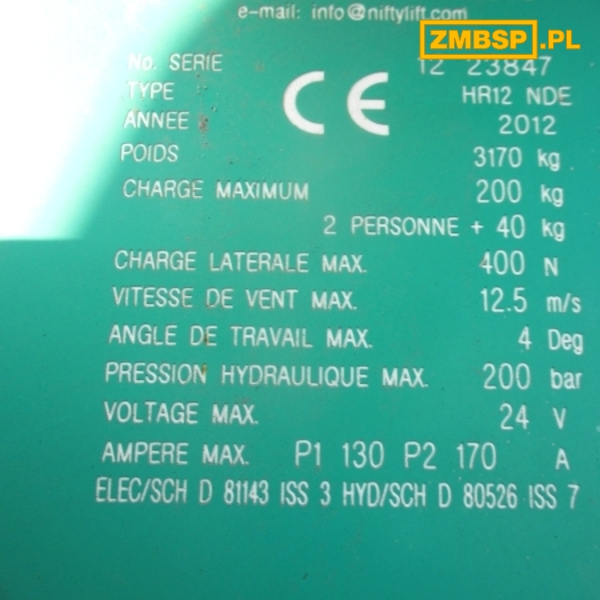 e-mail: info@niftylift.com
ZMBSP.PL
No. SERIE 12 23847
TYPE HR12 NDE
CE
ANNEE 2012
POIDS 3170 kg
CHARGE MAXIMUM 200 kg
2 PERSONNE + 40 kg
CHARGE LATERALE MAX. 400 N
VITESSE DE VENT MAX. 12.5 m/s
ANGLE DE TRAVAIL MAX. 4 Deg
PRESSION HYDRAULIQUE MAX. 200 bar
VOLTAGE MAX. 24 V
AMPERE MAX. P1 130 P2 170 A
ELEC/SCH D 81143 ISS 3 HYD/SCH D 80526 ISS 7